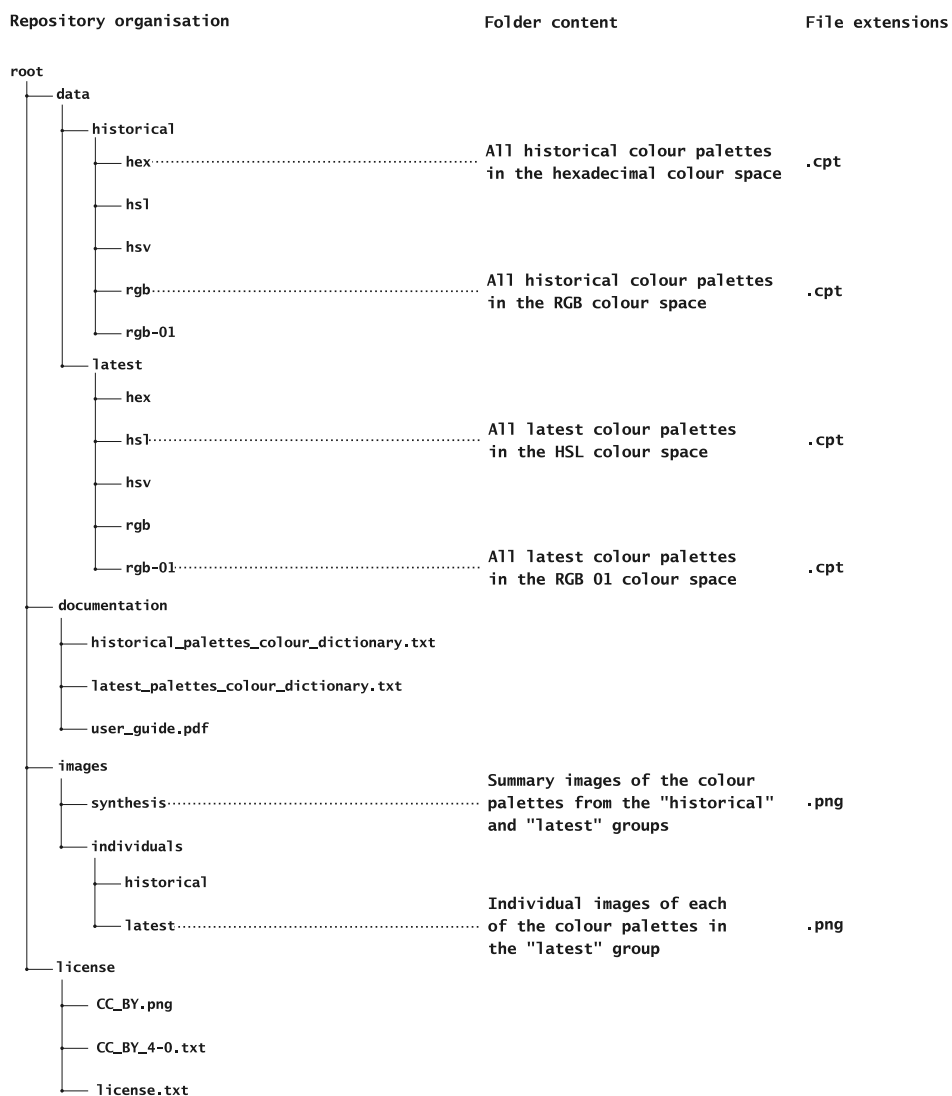 Repository organisation Folder content File extensions
root
data
historical
hex All historical colour palettes
in the hexadecimal colour space .cpt
hsl
hsv
rgb All historical colour palettes
in the RGB colour space .cpt
rgb-01
latest
hex
hsl All latest colour palettes
in the HSL colour space .cpt
hsv
rgb
rgb-01 All latest colour palettes
in the RGB 01 colour space .cpt
documentation
historical_palettes_colour_dictionary.txt
latest_palettes_colour_dictionary.txt
user_guide.pdf
images
Summary images of the colour
synthesis palettes from the "historical" .png
and "latest" groups
individuals
historical
Individual images of each
latest of the colour palettes in .png
the "latest" group
license
CC_BY.png
CC_BY_4-0.txt
license.txt